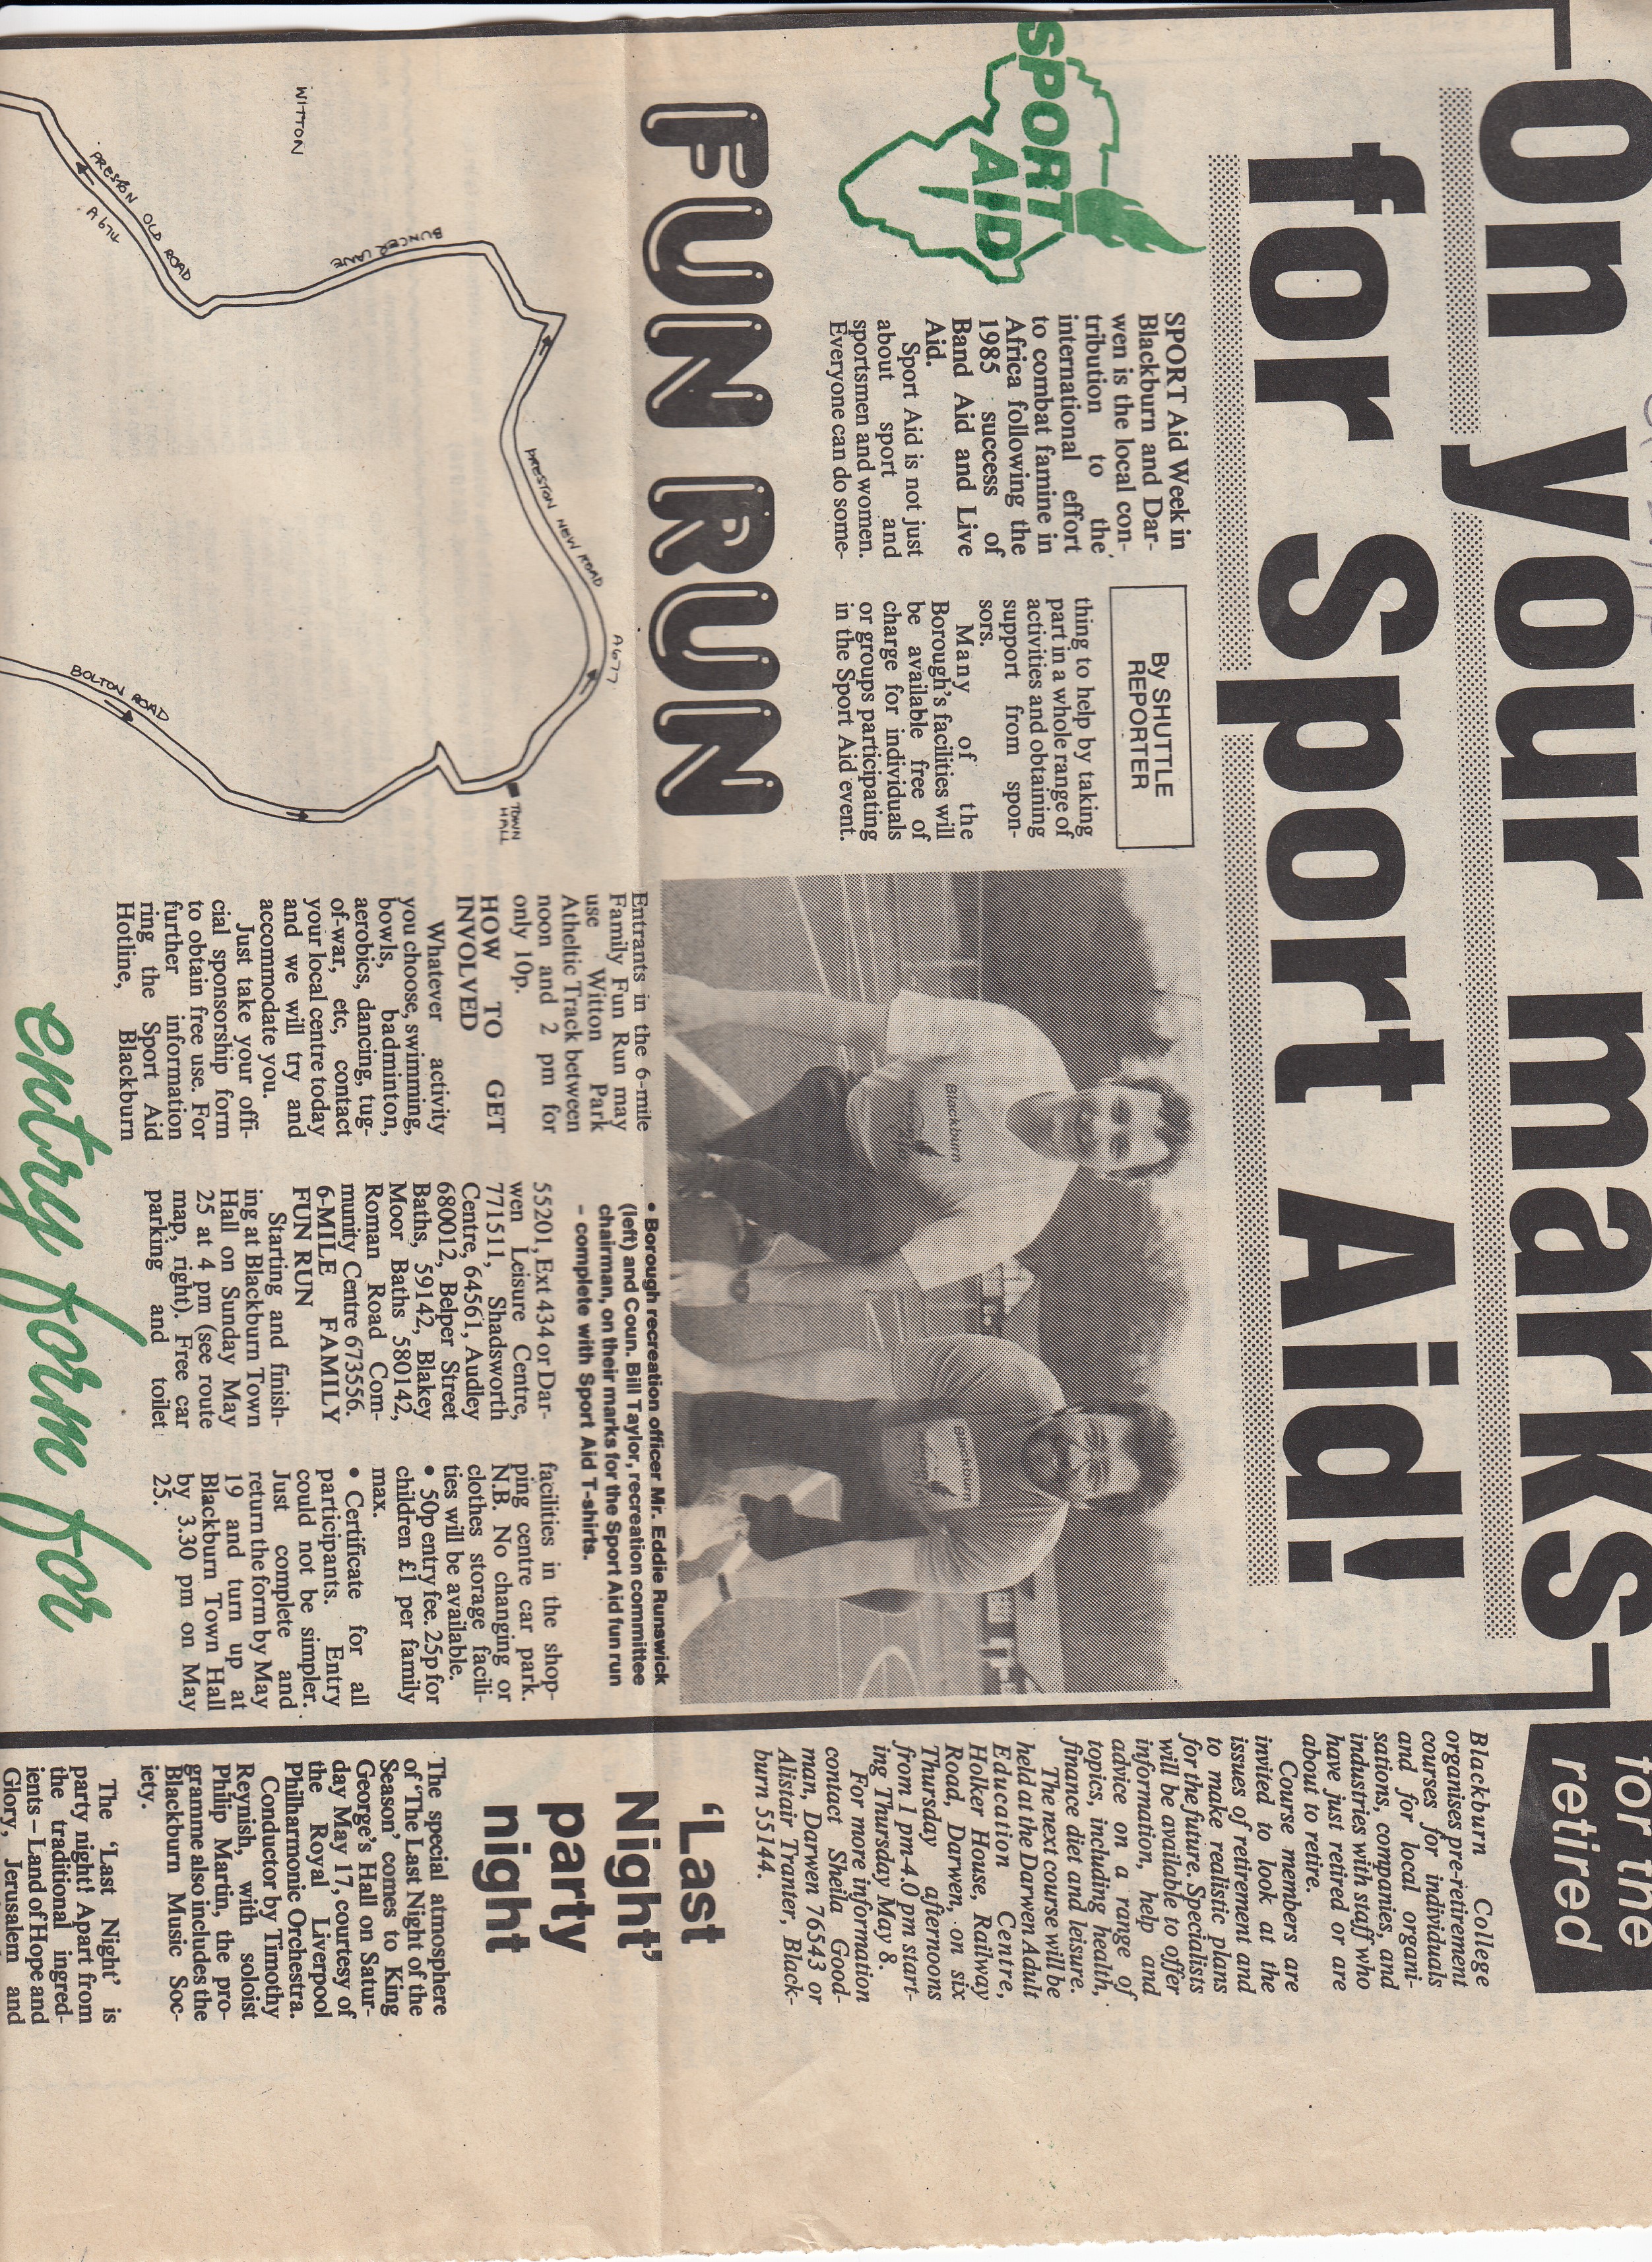 On your marks
for Sport Aid!
SPORT
AID
SPORT Aid Week in
Blackburn and Dar-
wen is the local con-
tribution to the
international effort
to combat famine in
Africa following the
1985 success of
Band Aid and Live
Aid.
Sport Aid is not just
about sport and
sportsmen and women.
Everyone can do some-
By SHUTTLE
REPORTER
thing to help by taking
part in a whole range of
activities and obtaining
support from spon-
sors.
Many of the
Borough's facilities will
be available free of
charge for individuals
or groups participating
in the Sport Aid event.
Blackburn
Blackburn
• Borough recreation officer Mr. Eddie Runswick
(left) and Coun. Bill Taylor, recreation committee
chairman, on their marks for the Sport Aid fun run
– complete with Sport Aid T-shirts.
FUN RUN
A677
PRESTON NEW ROAD
TOWN
HALL
BUNCER LANE
WITTON
PRESTON OLD ROAD
A674
BOLTON ROAD
Entrants in the 6-mile
Family Fun Run may
use Witton Park
Atheltic Track between
noon and 2 pm for
only 10p.
HOW TO GET
INVOLVED
Whatever activity
you choose, swimming,
bowls, badminton,
aerobics, dancing, tug-
of-war, etc, contact
your local centre today
and we will try and
accommodate you.
Just take your offi-
cial sponsorship form
to obtain free use. For
further information
ring the Sport Aid
Hotline, Blackburn
55201, Ext 434 or Dar-
wen Leisure Centre,
771511, Shadsworth
Centre, 64561, Audley
680012, Belper Street
Baths, 59142, Blakey
Moor Baths 580142,
Roman Road Com-
munity Centre 673556.
6-MILE FAMILY
FUN RUN
Starting and finish-
ing at Blackburn Town
Hall on Sunday May
25 at 4 pm (see route
map, right). Free car
parking and toilet
facilities in the shop-
ping centre car park.
N.B. No changing or
clothes storage facili-
ties will be available.
• 50p entry fee. 25p for
children £1 per family
max.
• Certificate for all
participants. Entry
could not be simpler.
Just complete and
return the form by May
19 and turn up at
Blackburn Town Hall
by 3.30 pm on May
25.
entry form for
for the
retired
Blackburn College
organises pre-retirement
courses for individuals
and for local organi-
sations, companies, and
industries with staff who
have just retired or are
about to retire.
Course members are
invited to look at the
issues of retirement and
to make realistic plans
for the future. Specialists
will be available to offer
information, help and
advice on a range of
topics, including health,
finance diet and leisure.
The next course will be
held at the Darwen Adult
Education Centre,
Holker House, Railway
Road, Darwen, on six
Thursday afternoons
from 1 pm-4.0 pm start-
ing Thursday May 8.
For more information
contact Sheila Good-
man, Darwen 76543 or
Alistair Tranter, Black-
burn 55144.
‘Last
Night’
party
night
The special atmosphere
of ‘The Last Night of the
Season’ comes to King
George's Hall on Satur-
day May 17, courtesy of
the Royal Liverpool
Philharmonic Orchestra.
Conductor by Timothy
Reynish, with soloist
Philip Martin, the pro-
gramme also includes the
Blackburn Music Soc-
iety.
The ‘Last Night’ is
party night! Apart from
the traditional ingred-
ients – Land of Hope and
Glory, Jerusalem and